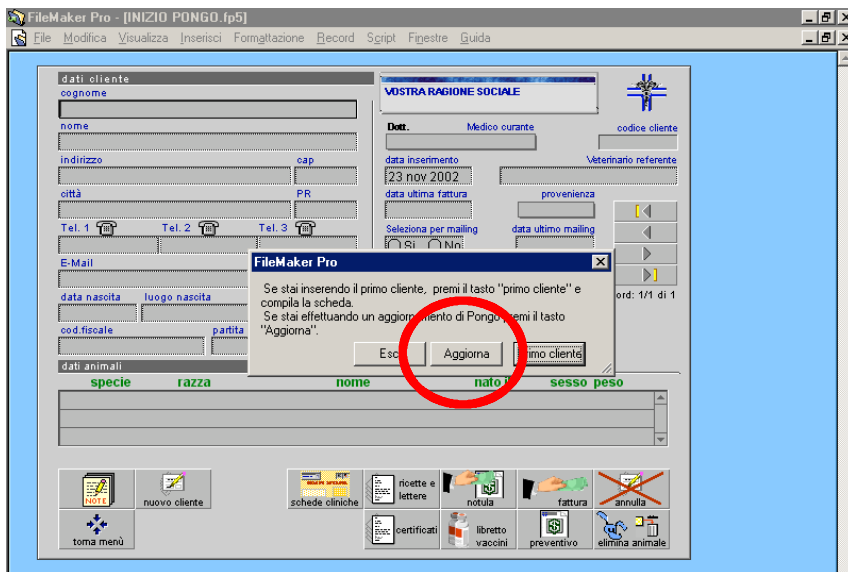 FileMaker Pro - [INIZIO PONGO.fp5]
File Modifica Visualizza Inserisci Formattazione Record Script Finestre Guida
dati cliente
cognome
VOSTRA RAGIONE SOCIALE
nome
Dott. Medico curante codice cliente
indirizzo cap
data inserimento Veterinario referente
23 nov 2002
città PR
data ultima fattura provenienza
Tel. 1 Tel. 2 Tel. 3
Seleziona per mailing data ultimo mailing
Si No
E-Mail
data nascita luogo nascita
ord: 1/1 di 1
cod.fiscale partita
FileMaker Pro
Se stai inserendo il primo cliente, premi il tasto "primo cliente" e
compila la scheda.
Se stai effettuando un aggiornamento di Pongo premi il tasto
"Aggiorna".
Esci Aggiorna Primo cliente
dati animali
specie razza nome nato il sesso peso
NOTE
nuovo cliente
schede cliniche
ricette e
lettere
notula
fattura
annulla
torna menù
certificati
libretto
vaccini
preventivo
elimina animale